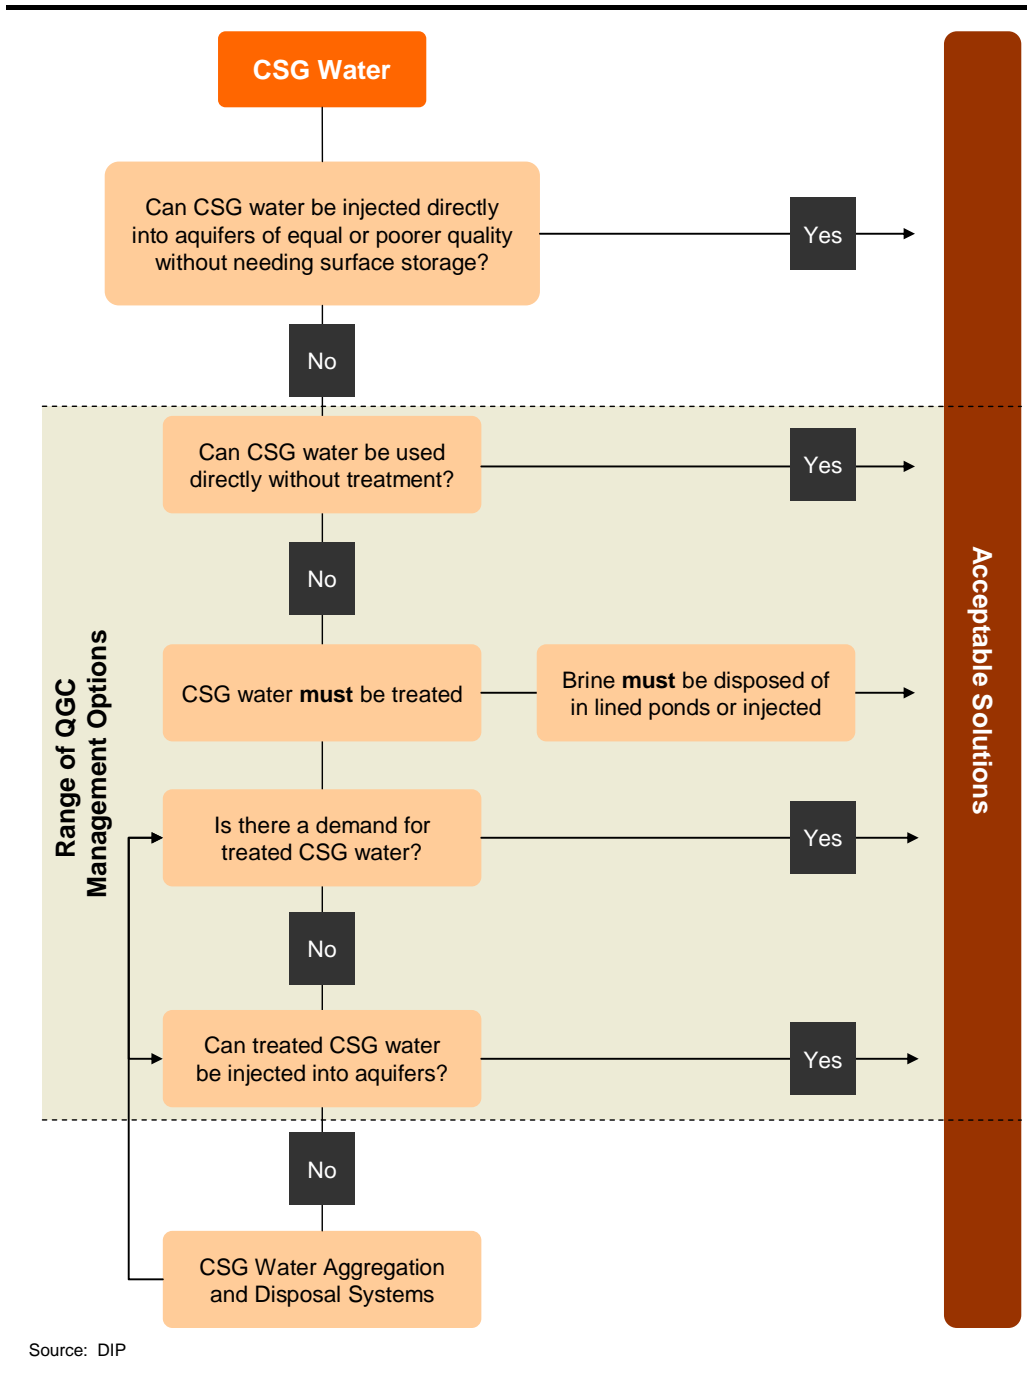 CSG Water
Can CSG water be injected directly
into aquifers of equal or poorer quality
without needing surface storage?
Yes
No
Can CSG water be used
directly without treatment?
Yes
No
Range of QGC
Management Options
Acceptable Solutions
CSG water must be treated
Brine must be disposed of
in lined ponds or injected
Is there a demand for
treated CSG water?
Yes
No
Can treated CSG water
be injected into aquifers?
Yes
No
CSG Water Aggregation
and Disposal Systems
Source: DIP